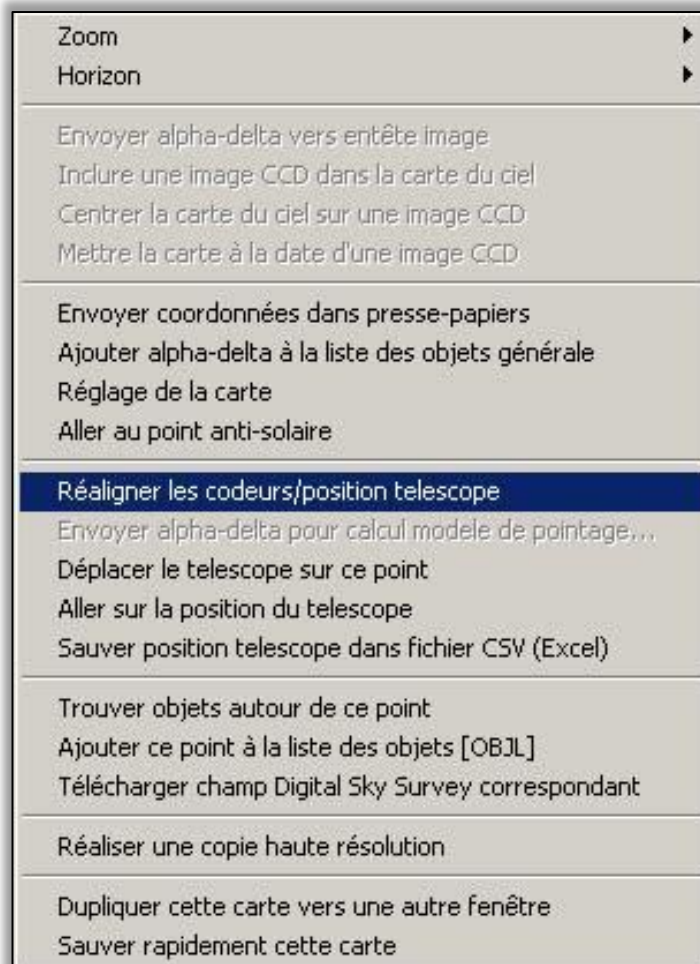 Zoom
Horizon
Envoyer alpha-delta vers entête image
Inclure une image CCD dans la carte du ciel
Centrer la carte du ciel sur une image CCD
Mettre la carte à la date d'une image CCD
Envoyer coordonnées dans presse-papiers
Ajouter alpha-delta à la liste des objets générale
Réglage de la carte
Aller au point anti-solaire
Réaligner les codeurs/position telescope
Envoyer alpha-delta pour calcul modele de pointage...
Déplacer le telescope sur ce point
Aller sur la position du telescope
Sauver position telescope dans fichier CSV (Excel)
Trouver objets autour de ce point
Ajouter ce point à la liste des objets [OBJL]
Télécharger champ Digital Sky Survey correspondant
Réaliser une copie haute résolution
Dupliquer cette carte vers une autre fenêtre
Sauver rapidement cette carte